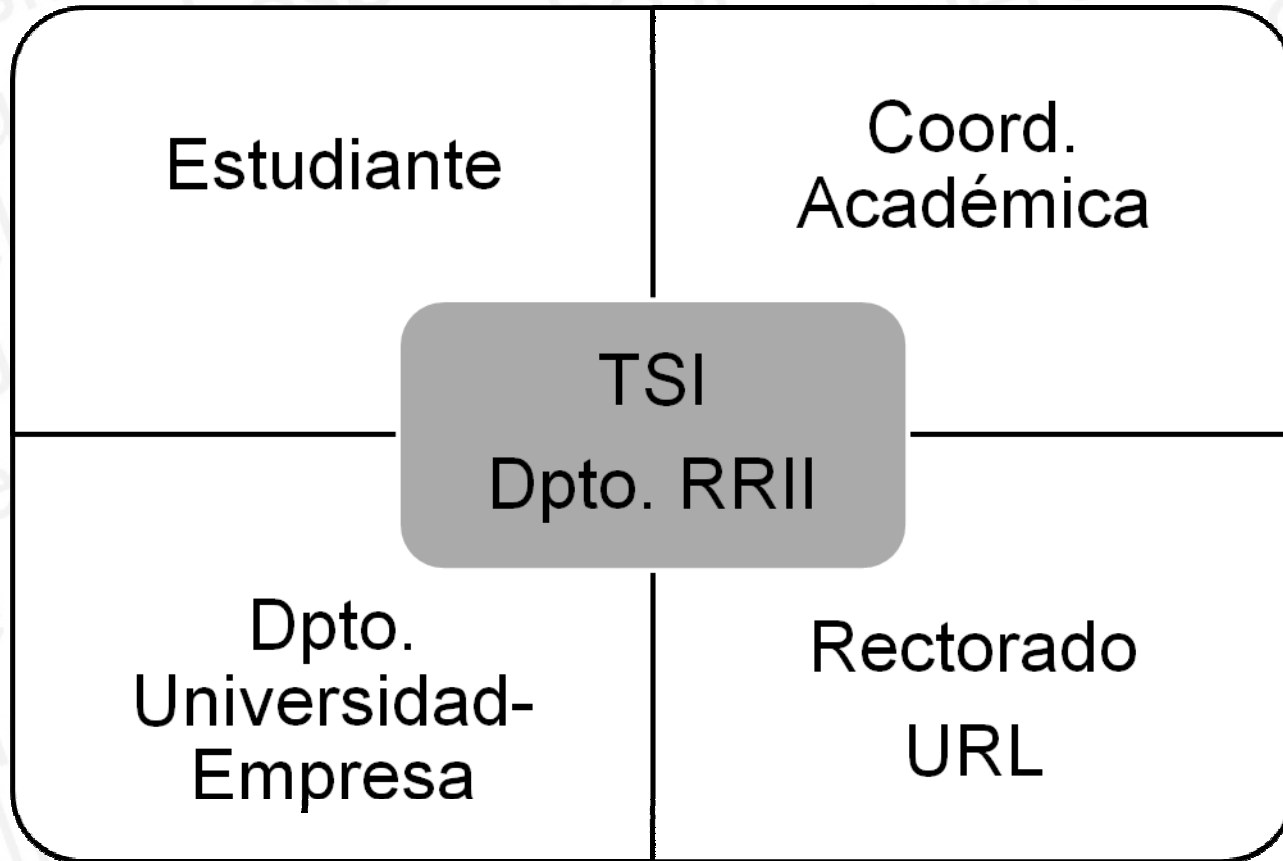 Estudiante
Coord.
Académica
TSI
Dpto. RRII
Dpto.
Universidad-
Empresa
Rectorado
URL